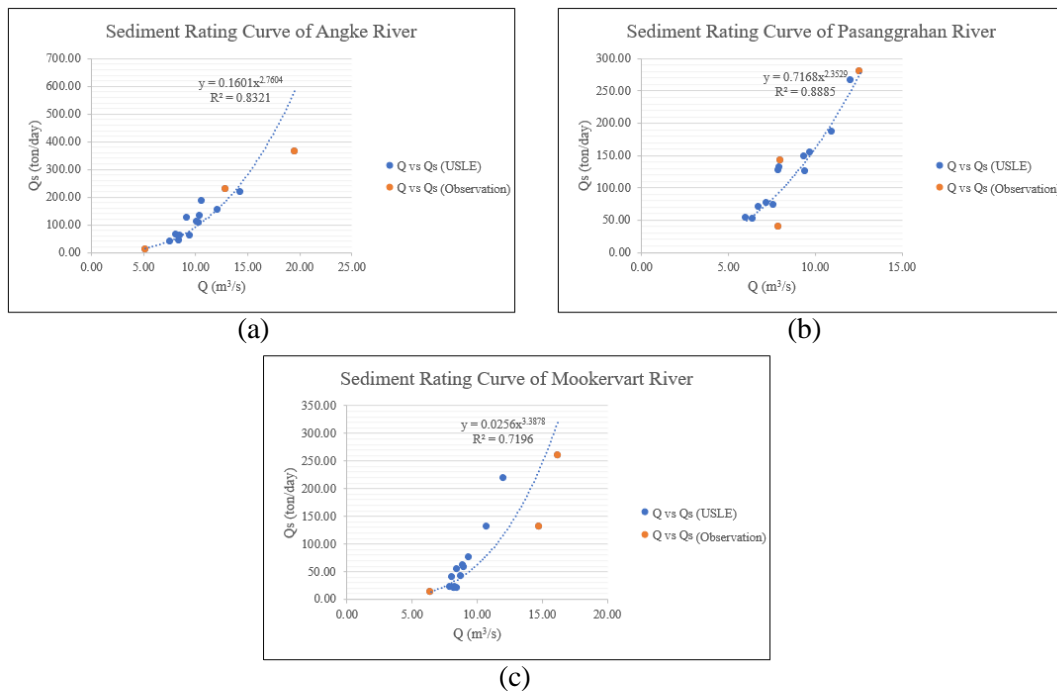 Sediment Rating Curve of Angke River
y = 0.1601x^2.7604
R² = 0.8321
700.00
600.00
500.00
400.00
300.00
200.00
100.00
0.00
Qs (ton/day)
0.00 5.00 10.00 15.00 20.00 25.00
Q (m³/s)
Q vs Qs (USLE)
Q vs Qs (Observation)
(a)
Sediment Rating Curve of Pasanggrahan River
y = 0.7168x^2.3529
R² = 0.8885
300.00
250.00
200.00
150.00
100.00
50.00
0.00
Qs (ton/day)
0.00 5.00 10.00 15.00
Q (m³/s)
Q vs Qs (USLE)
Q vs Qs (Observation)
(b)
Sediment Rating Curve of Mookervart River
y = 0.0256x^3.3878
R² = 0.7196
350.00
300.00
250.00
200.00
150.00
100.00
50.00
0.00
Qs (ton/day)
0.00 5.00 10.00 15.00 20.00
Q (m³/s)
Q vs Qs (USLE)
Q vs Qs (Observation)
(c)